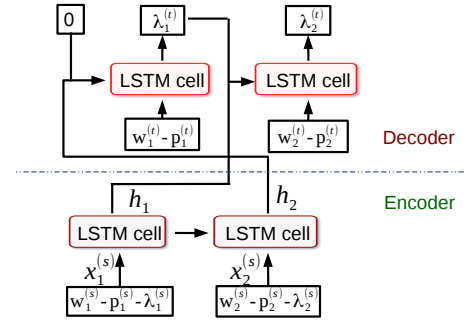 0 λ₁⁽ᵗ⁾ λ₂⁽ᵗ⁾
LSTM cell LSTM cell
w₁⁽ᵗ⁾-p₁⁽ᵗ⁾ w₂⁽ᵗ⁾-p₂⁽ᵗ⁾ Decoder
h₁ h₂ Encoder
LSTM cell LSTM cell
x₁⁽ˢ⁾ x₂⁽ˢ⁾
w₁⁽ˢ⁾-p₁⁽ˢ⁾-λ₁⁽ˢ⁾ w₂⁽ˢ⁾-p₂⁽ˢ⁾-λ₂⁽ˢ⁾